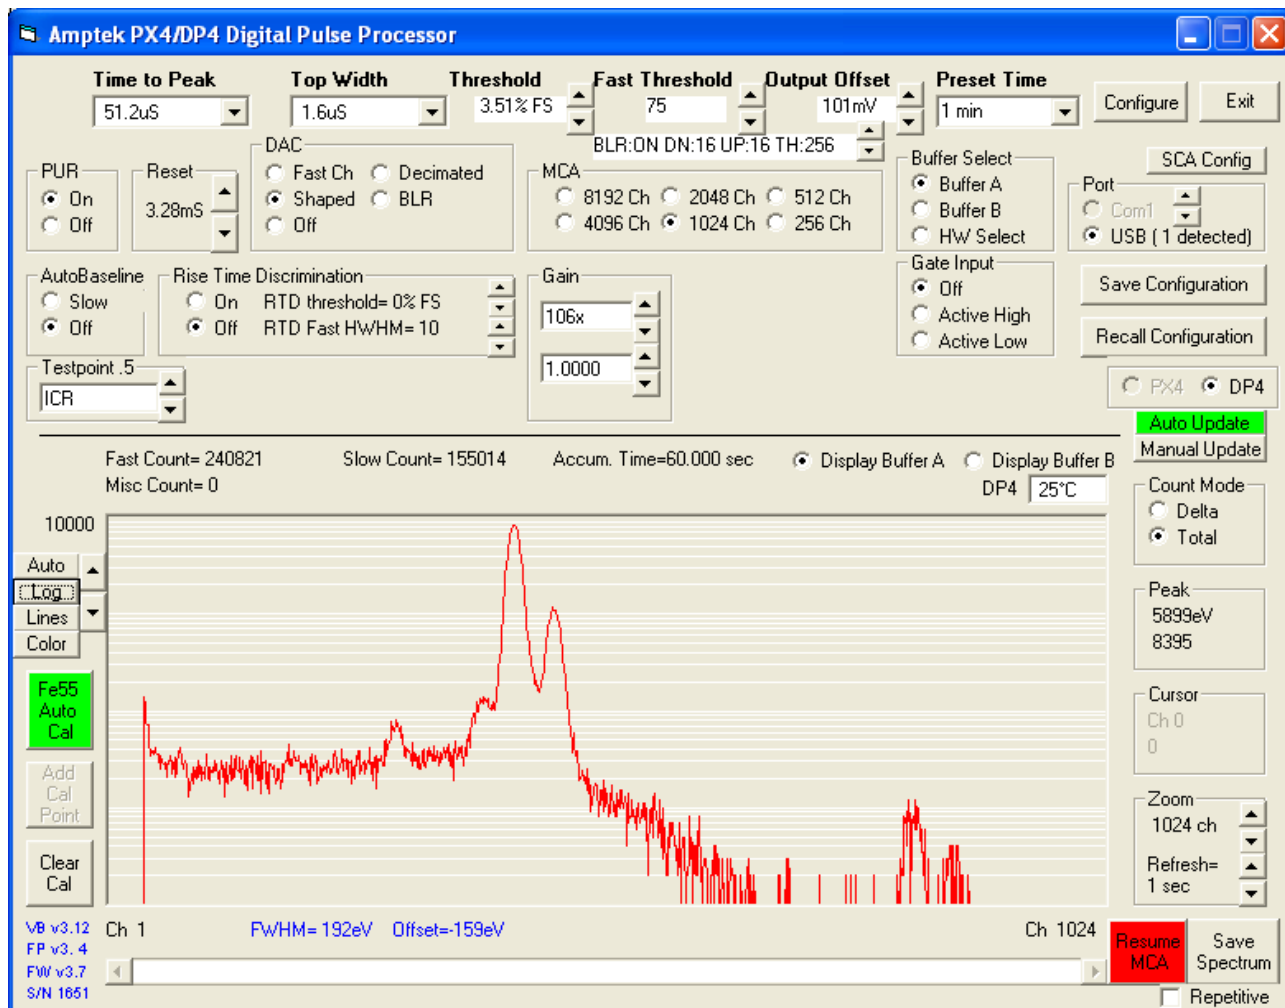 Amptek PX4/DP4 Digital Pulse Processor
Time to Peak Top Width Threshold Fast Threshold Output Offset Preset Time
51.2uS 1.6uS 3.51% FS 75 101mV 1 min Configure Exit
BLR:ON DN:16 UP:16 TH:256
PUR Reset DAC MCA Buffer Select SCA Config
On 3.28mS Fast Ch Decimated 8192 Ch 2048 Ch 512 Ch Buffer A Port
Off Shaped BLR 4096 Ch 1024 Ch 256 Ch Buffer B Com1
Off HW Select USB ( 1 detected)
AutoBaseline Rise Time Discrimination Gain Gate Input
Slow On RTD threshold= 0% FS 106x Off Save Configuration
Off Off RTD Fast HWHM= 10 Active High
1.0000 Active Low Recall Configuration
Testpoint .5
ICR PX4 DP4
Auto Update
Fast Count= 240821 Slow Count= 155014 Accum. Time=60.000 sec Display Buffer A Display Buffer B Manual Update
Misc Count= 0 DP4 25°C Count Mode
Delta
10000 Total
Auto
Log Peak
Lines 5899eV
Color 8395
Fe55
Auto
Cal
Cursor
Ch 0
0
Add
Cal
Point
Zoom
1024 ch
Clear
Cal
Refresh=
1 sec
VB v3.12 Ch 1 FWHM= 192eV Offset=-159eV Ch 1024 Resume
MCA Save
Spectrum
FP v3. 4
FW v3.7
S/N 1651 Repetitive